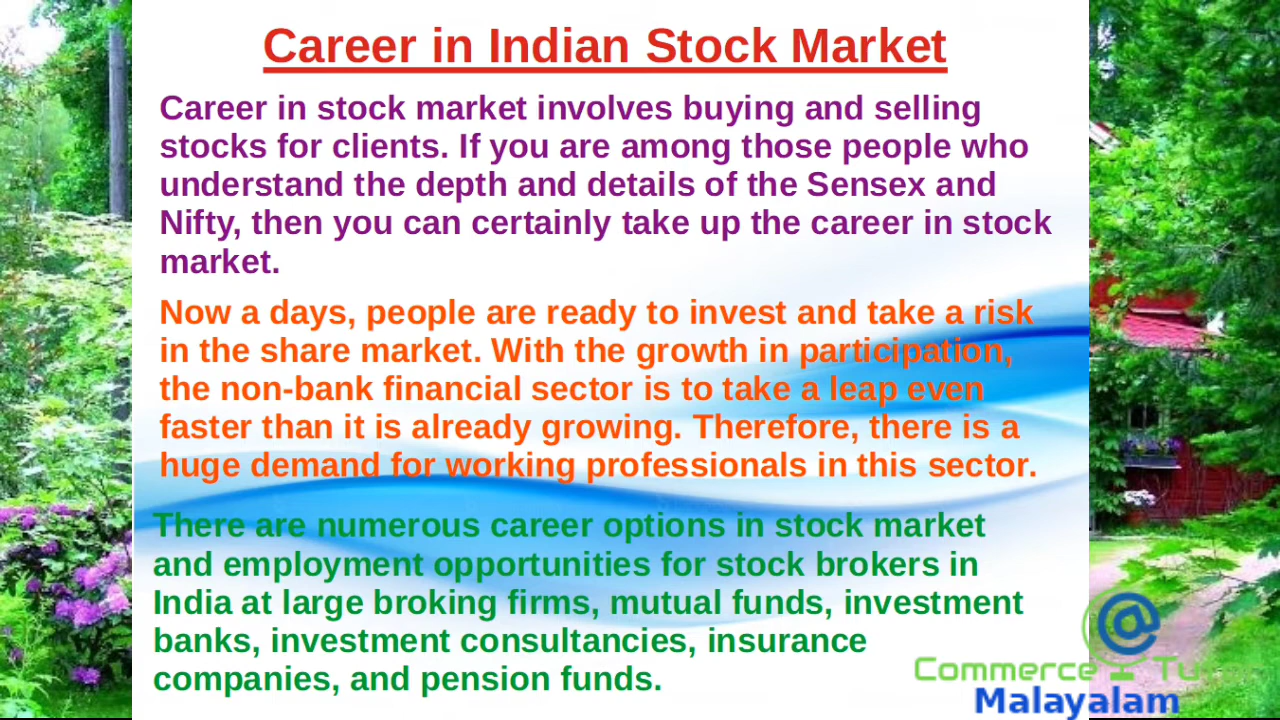 Career in Indian Stock Market
Career in stock market involves buying and selling
stocks for clients. If you are among those people who
understand the depth and details of the Sensex and
Nifty, then you can certainly take up the career in stock
market.
Now a days, people are ready to invest and take a risk
in the share market. With the growth in participation,
the non-bank financial sector is to take a leap even
faster than it is already growing. Therefore, there is a
huge demand for working professionals in this sector.
There are numerous career options in stock market
and employment opportunities for stock brokers in
India at large broking firms, mutual funds, investment
banks, investment consultancies, insurance
companies, and pension funds.
@
Commerce
Malayalam